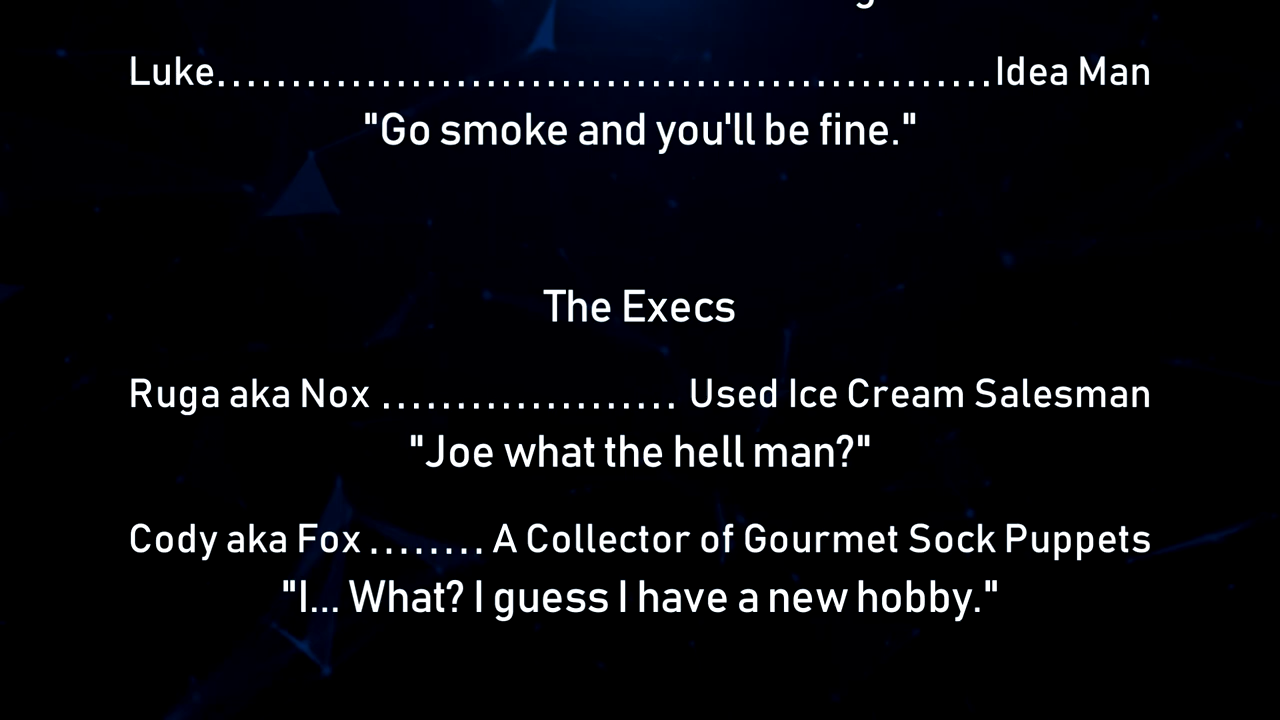 Luke....................................................Idea Man
"Go smoke and you'll be fine."
The Execs
Ruga aka Nox .................... Used Ice Cream Salesman
"Joe what the hell man?"
Cody aka Fox ........ A Collector of Gourmet Sock Puppets
"I... What? I guess I have a new hobby."